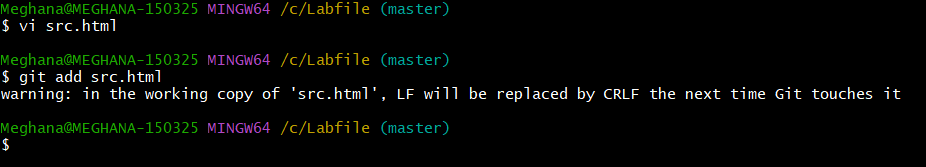 Meghana@MEGHANA-150325 MINGW64 /c/Labfile (master)
$ vi src.html
Meghana@MEGHANA-150325 MINGW64 /c/Labfile (master)
$ git add src.html
warning: in the working copy of 'src.html', LF will be replaced by CRLF the next time Git touches it
Meghana@MEGHANA-150325 MINGW64 /c/Labfile (master)
$